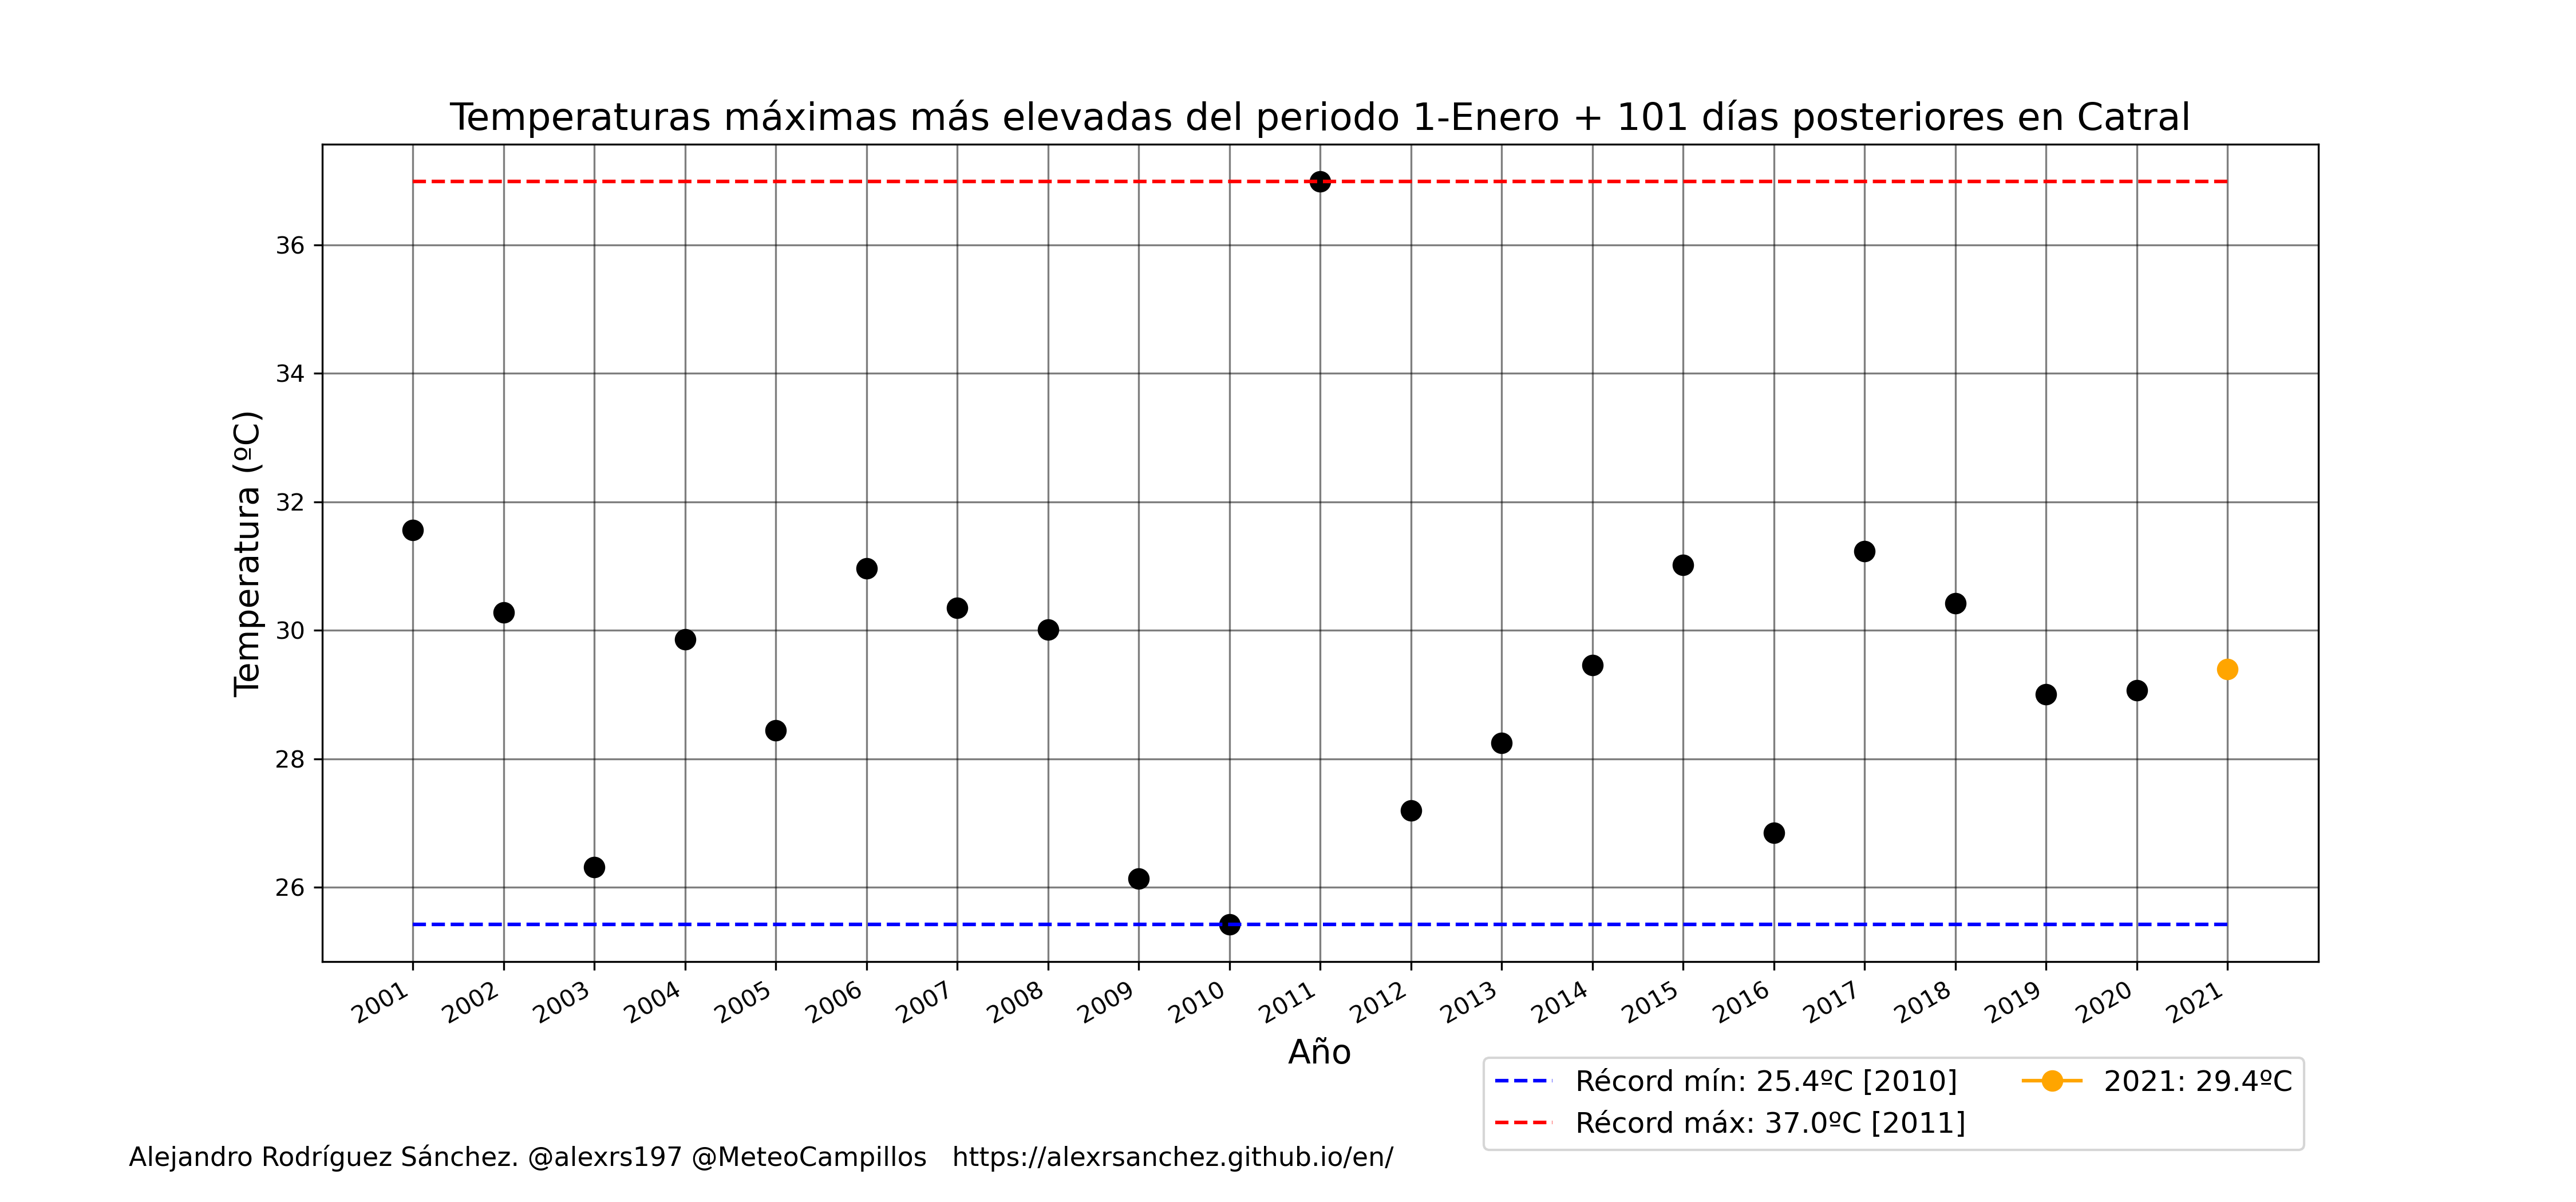 Temperaturas máximas más elevadas del periodo 1-Enero + 101 días posteriores en Catral
Temperatura (ºC)
36
34
32
30
28
26
2001 2002 2003 2004 2005 2006 2007 2008 2009 2010 2011 2012 2013 2014 2015 2016 2017 2018 2019 2020 2021
Año
Récord mín: 25.4ºC [2010]
Récord máx: 37.0ºC [2011]
2021: 29.4ºC
Alejandro Rodríguez Sánchez. @alexrs197 @MeteoCampillos https://alexrsanchez.github.io/en/